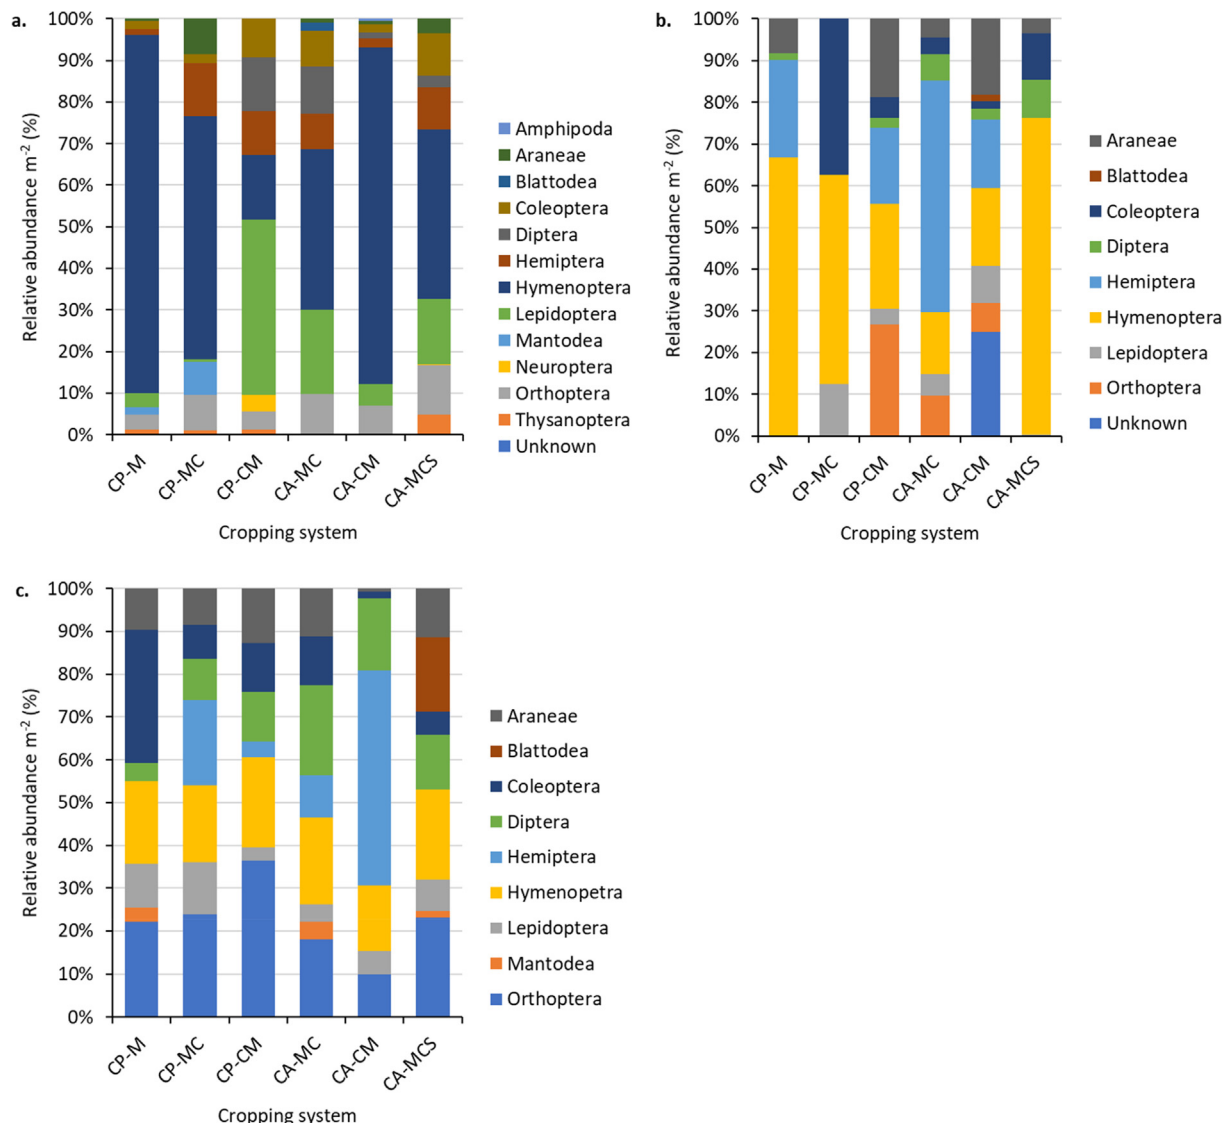 a.
100%
90%
80%
70%
60%
50%
40%
30%
20%
10%
0%
Relative abundance m⁻² (%)
CP-M
CP-MC
CP-CM
CA-MC
CA-CM
CA-MCS
Cropping system
Amphipoda
Araneae
Blattodea
Coleoptera
Diptera
Hemiptera
Hymenoptera
Lepidoptera
Mantodea
Neuroptera
Orthoptera
Thysanoptera
Unknown
b.
100%
90%
80%
70%
60%
50%
40%
30%
20%
10%
0%
Relative abundance m⁻² (%)
CP-M
CP-MC
CP-CM
CA-MC
CA-CM
CA-MCS
Cropping system
Araneae
Blattodea
Coleoptera
Diptera
Hemiptera
Hymenoptera
Lepidoptera
Orthoptera
Unknown
c.
100%
90%
80%
70%
60%
50%
40%
30%
20%
10%
0%
Relative abundance m⁻² (%)
CP-M
CP-MC
CP-CM
CA-MC
CA-CM
CA-MCS
Cropping system
Araneae
Blattodea
Coleoptera
Diptera
Hemiptera
Hymenopetra
Lepidoptera
Mantodea
Orthoptera